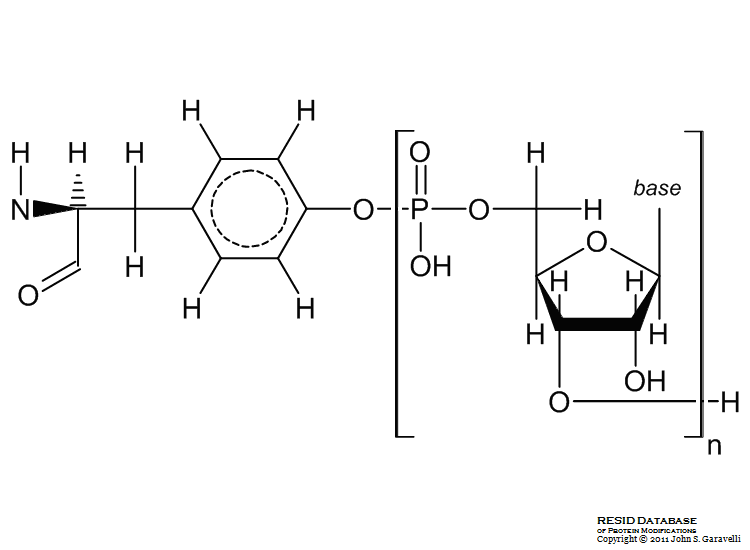 H H
H H H O H
base
N O P O H
O
H OH H H
O
H H H H
OH
O H
n
RESID DATABASE
OF PROTEIN MODIFICATIONS
Copyright © 2011 John S. Garavelli